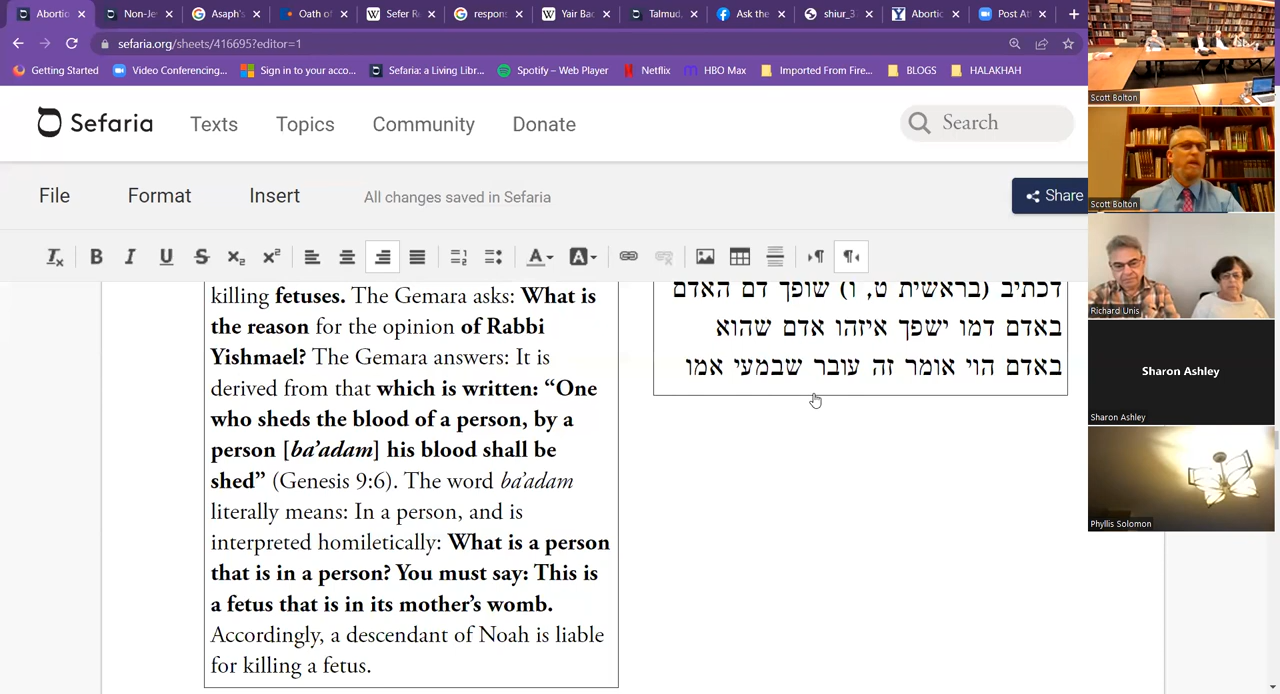 Abortic
Non-Je
Asaph's
Oath of
Sefer Re
respons
Yair Bac
Talmud,
Ask the
shiur_3
Abortic
Post At
sefaria.org/sheets/416695?editor=1
Getting Started
Video Conferencing...
Sign in to your acco...
Sefaria: a Living Libr...
Spotify – Web Player
Netflix
HBO Max
Imported From Fire...
BLOGS
HALAKHAH
Sefaria
Texts
Topics
Community
Donate
Search
File
Format
Insert
All changes saved in Sefaria
Share
killing fetuses. The Gemara asks: What is
the reason for the opinion of Rabbi
Yishmael? The Gemara answers: It is
derived from that which is written: “One
who sheds the blood of a person, by a
person [ba’adam] his blood shall be
shed” (Genesis 9:6). The word ba’adam
literally means: In a person, and is
interpreted homiletically: What is a person
that is in a person? You must say: This is
a fetus that is in its mother’s womb.
Accordingly, a descendant of Noah is liable
for killing a fetus.
דכתיב (בראשית ט, ו) שופך דם האדם
באדם דמו ישפך איזהו אדם שהוא
באדם הוי אומר זה עובר שבמעי אמו
Scott Bolton
Scott Bolton
Richard Unis
Sharon Ashley
Sharon Ashley
Phyllis Solomon